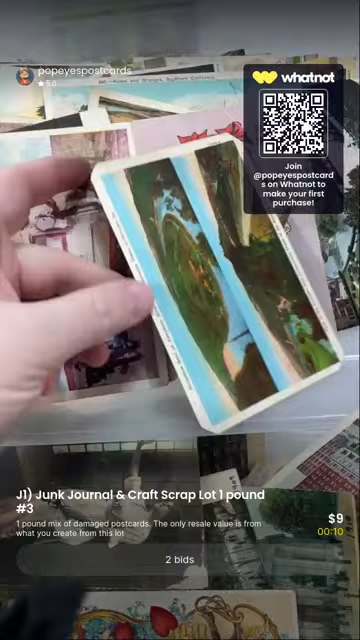 popeyespostcards
★ 5.0
whatnot
Join
@popeyespostcard
s on Whatnot to
make your first
purchase!
J1) Junk Journal & Craft Scrap Lot 1 pound
#3
1 pound mix of damaged postcards. The only resale value is from
what you create from this lot
$9
00:10
2 bids